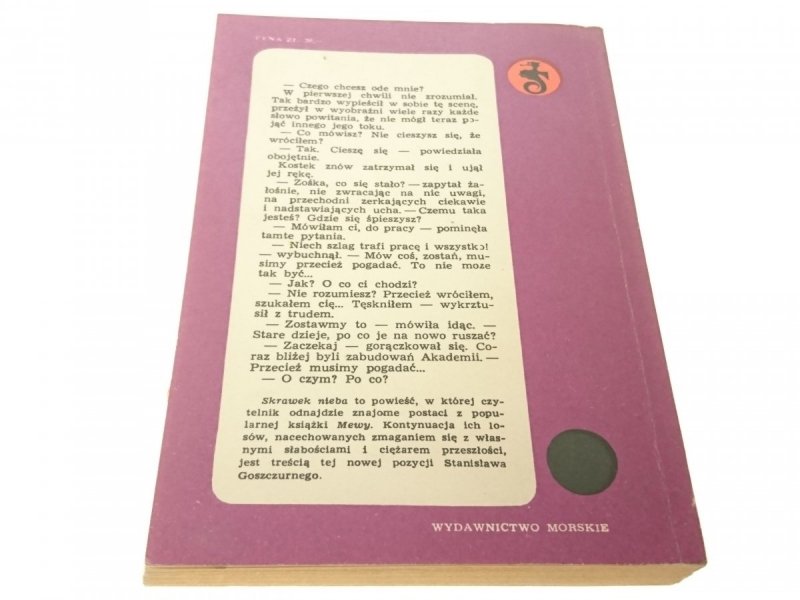 CENA ZŁ 30,—
— Czego chcesz ode mnie?
W pierwszej chwili nie zrozumiał.
Tak bardzo wypieścił w sobie tę scenę,
przeżył w wyobraźni wiele razy każde
słowo powitania, że nie mógł teraz po-
jąć innego jego toku.
— Co mówisz? Nie cieszysz się, że
wróciłem?
— Tak. Cieszę się — powiedziała
obojętnie.
Kostek znów zatrzymał się i ujął
jej rękę.
— Zośka, co się stało? — zapytał ża-
łośnie, nie zwracając na nic uwagi,
na przechodni zerkających ciekawie
i nadstawiających ucha. — Czemu taka
jesteś? Gdzie się śpieszysz?
— Mówiłam ci, do pracy — pominęła
tamte pytania.
— Niech szlag trafi pracę i wszystko!
— wybuchnął. — Mów coś, zostań, mu-
simy przecież pogadać. To nie może
tak być...
— Jak? O co ci chodzi?
— Nie rozumiesz? Przecież wróciłem,
szukałem cię... Tęskniłem — wykrztu-
sił z trudem.
— Zostawmy to — mówiła idąc. —
Stare dzieje, po co je na nowo ruszać?
— Zaczekaj — gorączkował się. Co-
raz bliżej byli zabudowań Akademii. —
Przecież musimy pogadać...
— O czym? Po co?
Skrawek nieba to powieść, w której czy-
telnik odnajdzie znajome postaci z popu-
larnej książki Mewy. Kontynuacja ich lo-
sów, nacechowanych zmaganiem się z włas-
nymi słabościami i ciężarem przeszłości,
jest treścią tej nowej pozycji Stanisława
Goszczurnego.
WYDAWNICTWO MORSKIE